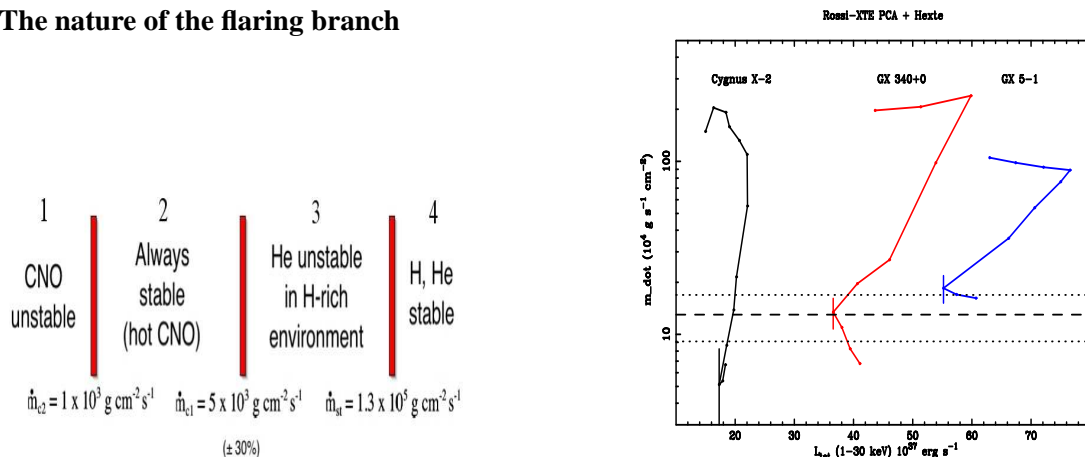 The nature of the flaring branch
1
CNO
unstable
2
Always
stable
(hot CNO)
3
He unstable
in H-rich
environment
4
H, He
stable
ṁc2 = 1 x 10³ g cm⁻² s⁻¹
ṁc1 = 5 x 10³ g cm⁻² s⁻¹
ṁst = 1.3 x 10⁵ g cm⁻² s⁻¹
(± 30%)
Rossi-XTE PCA + Hexte
Cygnus X-2
GX 340+0
GX 5-1
m_dot (10⁴ g s⁻¹ cm⁻²)
100
10
20
30
40
50
60
70
(1-30 keV) 10³⁷ erg s⁻¹